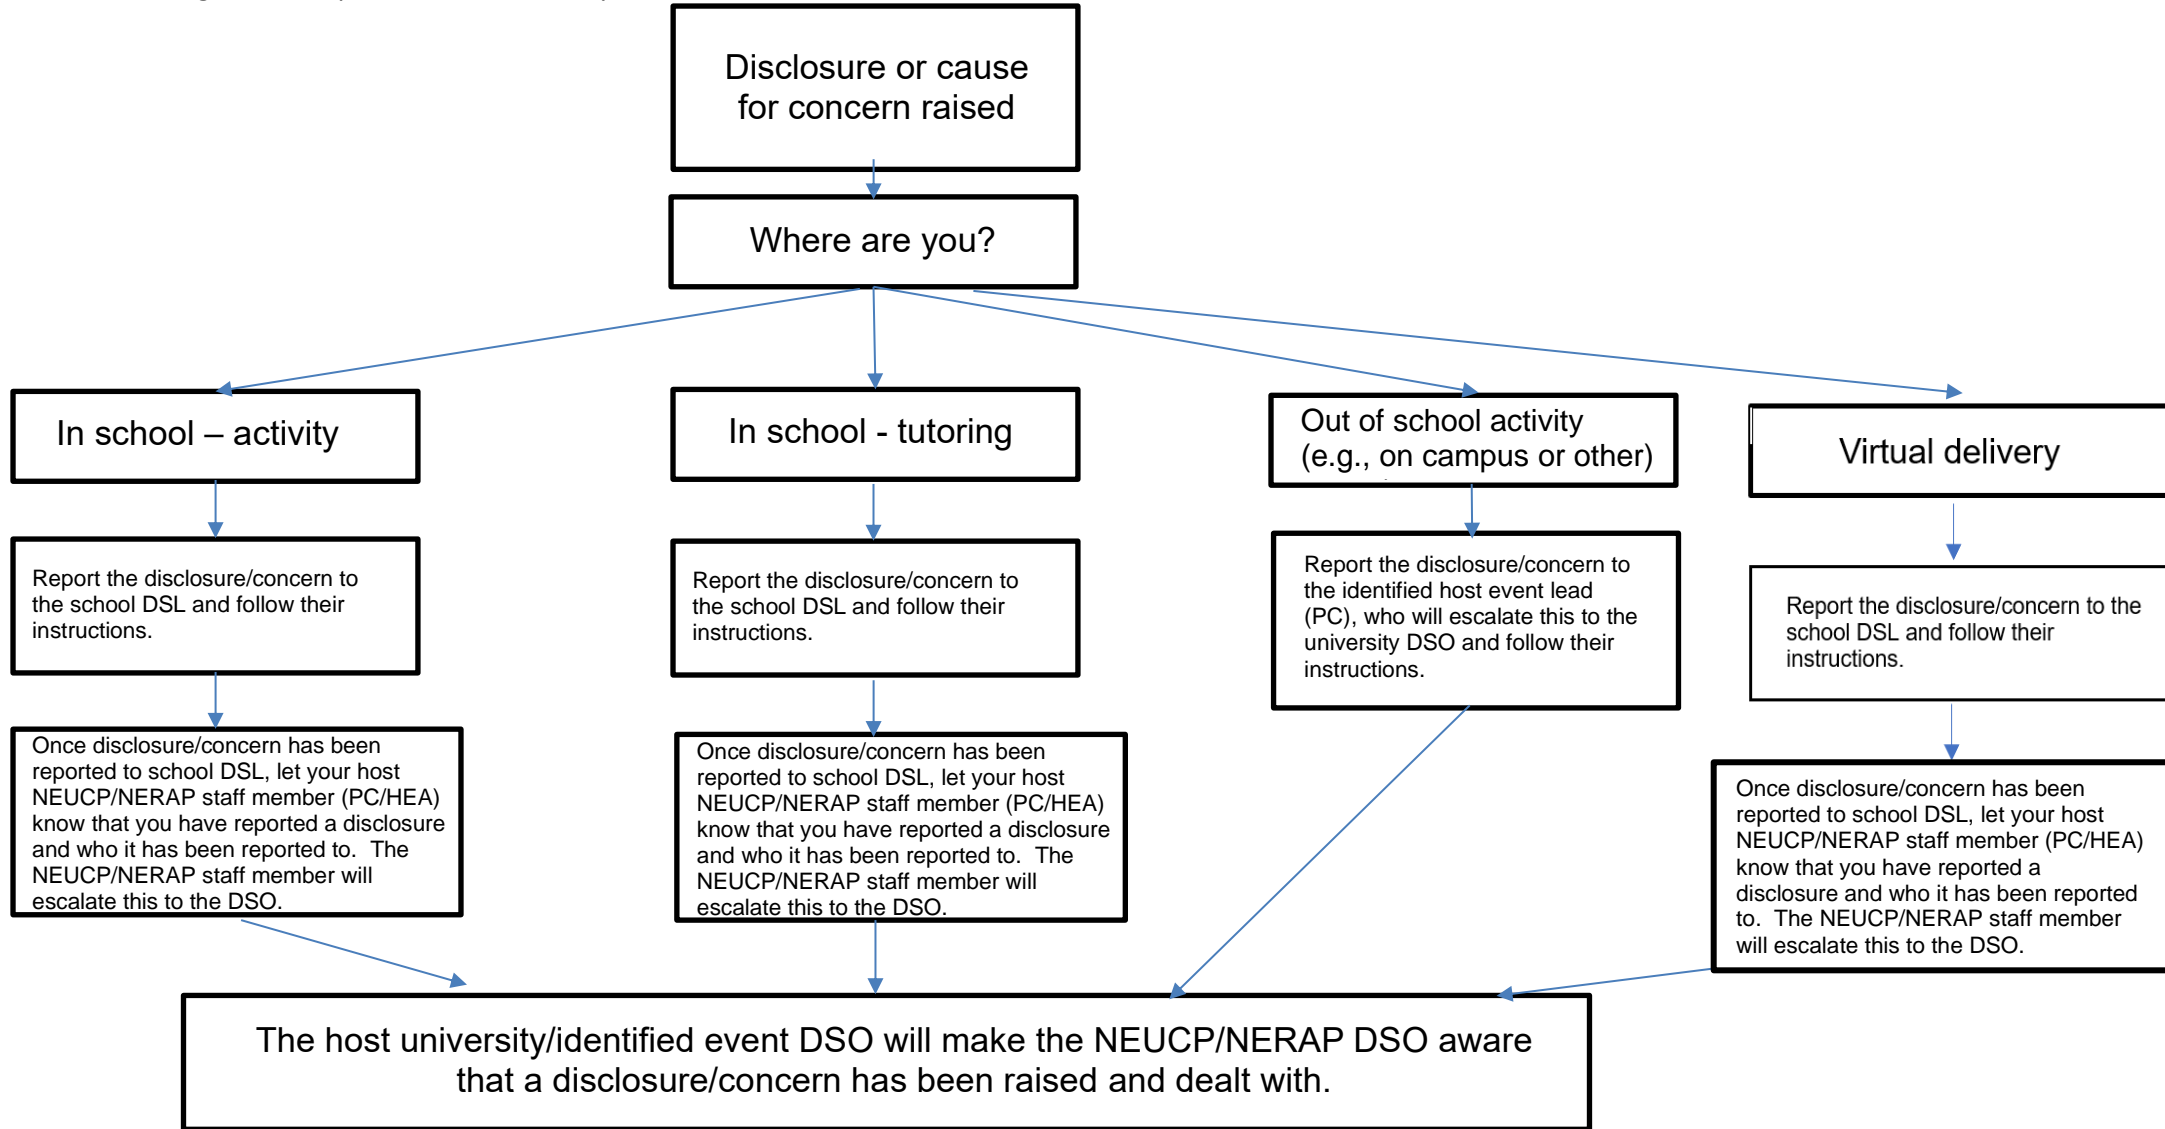 Disclosure or cause
for concern raised
Where are you?
In school – activity
In school - tutoring
Out of school activity
(e.g., on campus or other)
Virtual delivery
Report the disclosure/concern to
the school DSL and follow their
instructions.
Report the disclosure/concern to
the school DSL and follow their
instructions.
Report the disclosure/concern to
the identified host event lead
(PC), who will escalate this to the
university DSO and follow their
instructions.
Report the disclosure/concern to the
school DSL and follow their
instructions.
Once disclosure/concern has been
reported to school DSL, let your host
NEUCP/NERAP staff member (PC/HEA)
know that you have reported a disclosure
and who it has been reported to.  The
NEUCP/NERAP staff member will
escalate this to the DSO.
Once disclosure/concern has been
reported to school DSL, let your host
NEUCP/NERAP staff member (PC/HEA)
know that you have reported a disclosure
and who it has been reported to.  The
NEUCP/NERAP staff member will
escalate this to the DSO.
Once disclosure/concern has been
reported to school DSL, let your host
NEUCP/NERAP staff member (PC/HEA)
know that you have reported a
disclosure and who it has been reported
to.  The NEUCP/NERAP staff member
will escalate this to the DSO.
The host university/identified event DSO will make the NEUCP/NERAP DSO aware
that a disclosure/concern has been raised and dealt with.